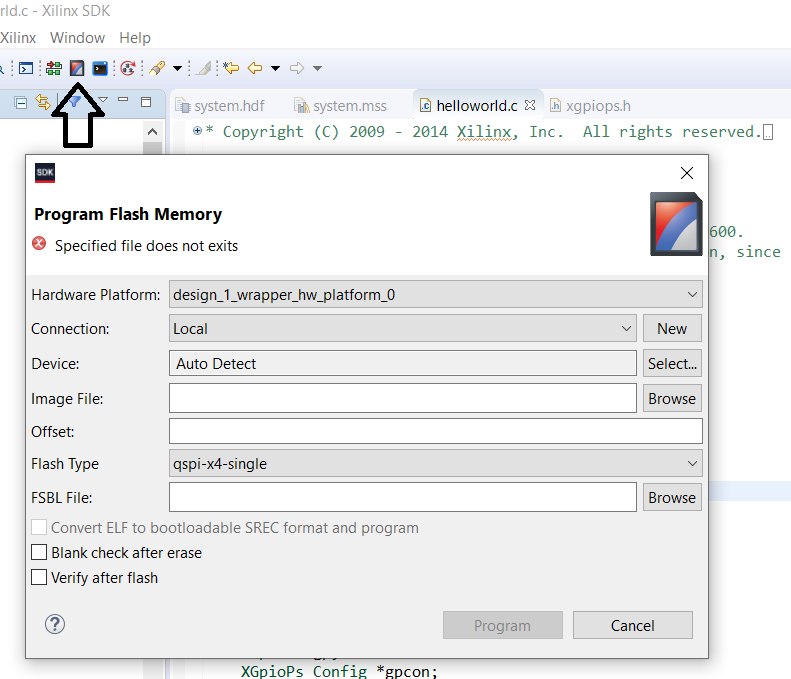 rld.c - Xilinx SDK
Xilinx Window Help
system.hdf system.mss helloworld.c xgpiops.h
* Copyright (C) 2009 - 2014 Xilinx, Inc.  All rights reserved.
SDK
Program Flash Memory
Specified file does not exits
600.
n, since
Hardware Platform: design_1_wrapper_hw_platform_0
Connection: Local New
Device: Auto Detect Select...
Image File: Browse
Offset:
Flash Type qspi-x4-single
FSBL File: Browse
Convert ELF to bootloadable SREC format and program
Blank check after erase
Verify after flash
? Program Cancel
XGpioPs_Config *gpcon;